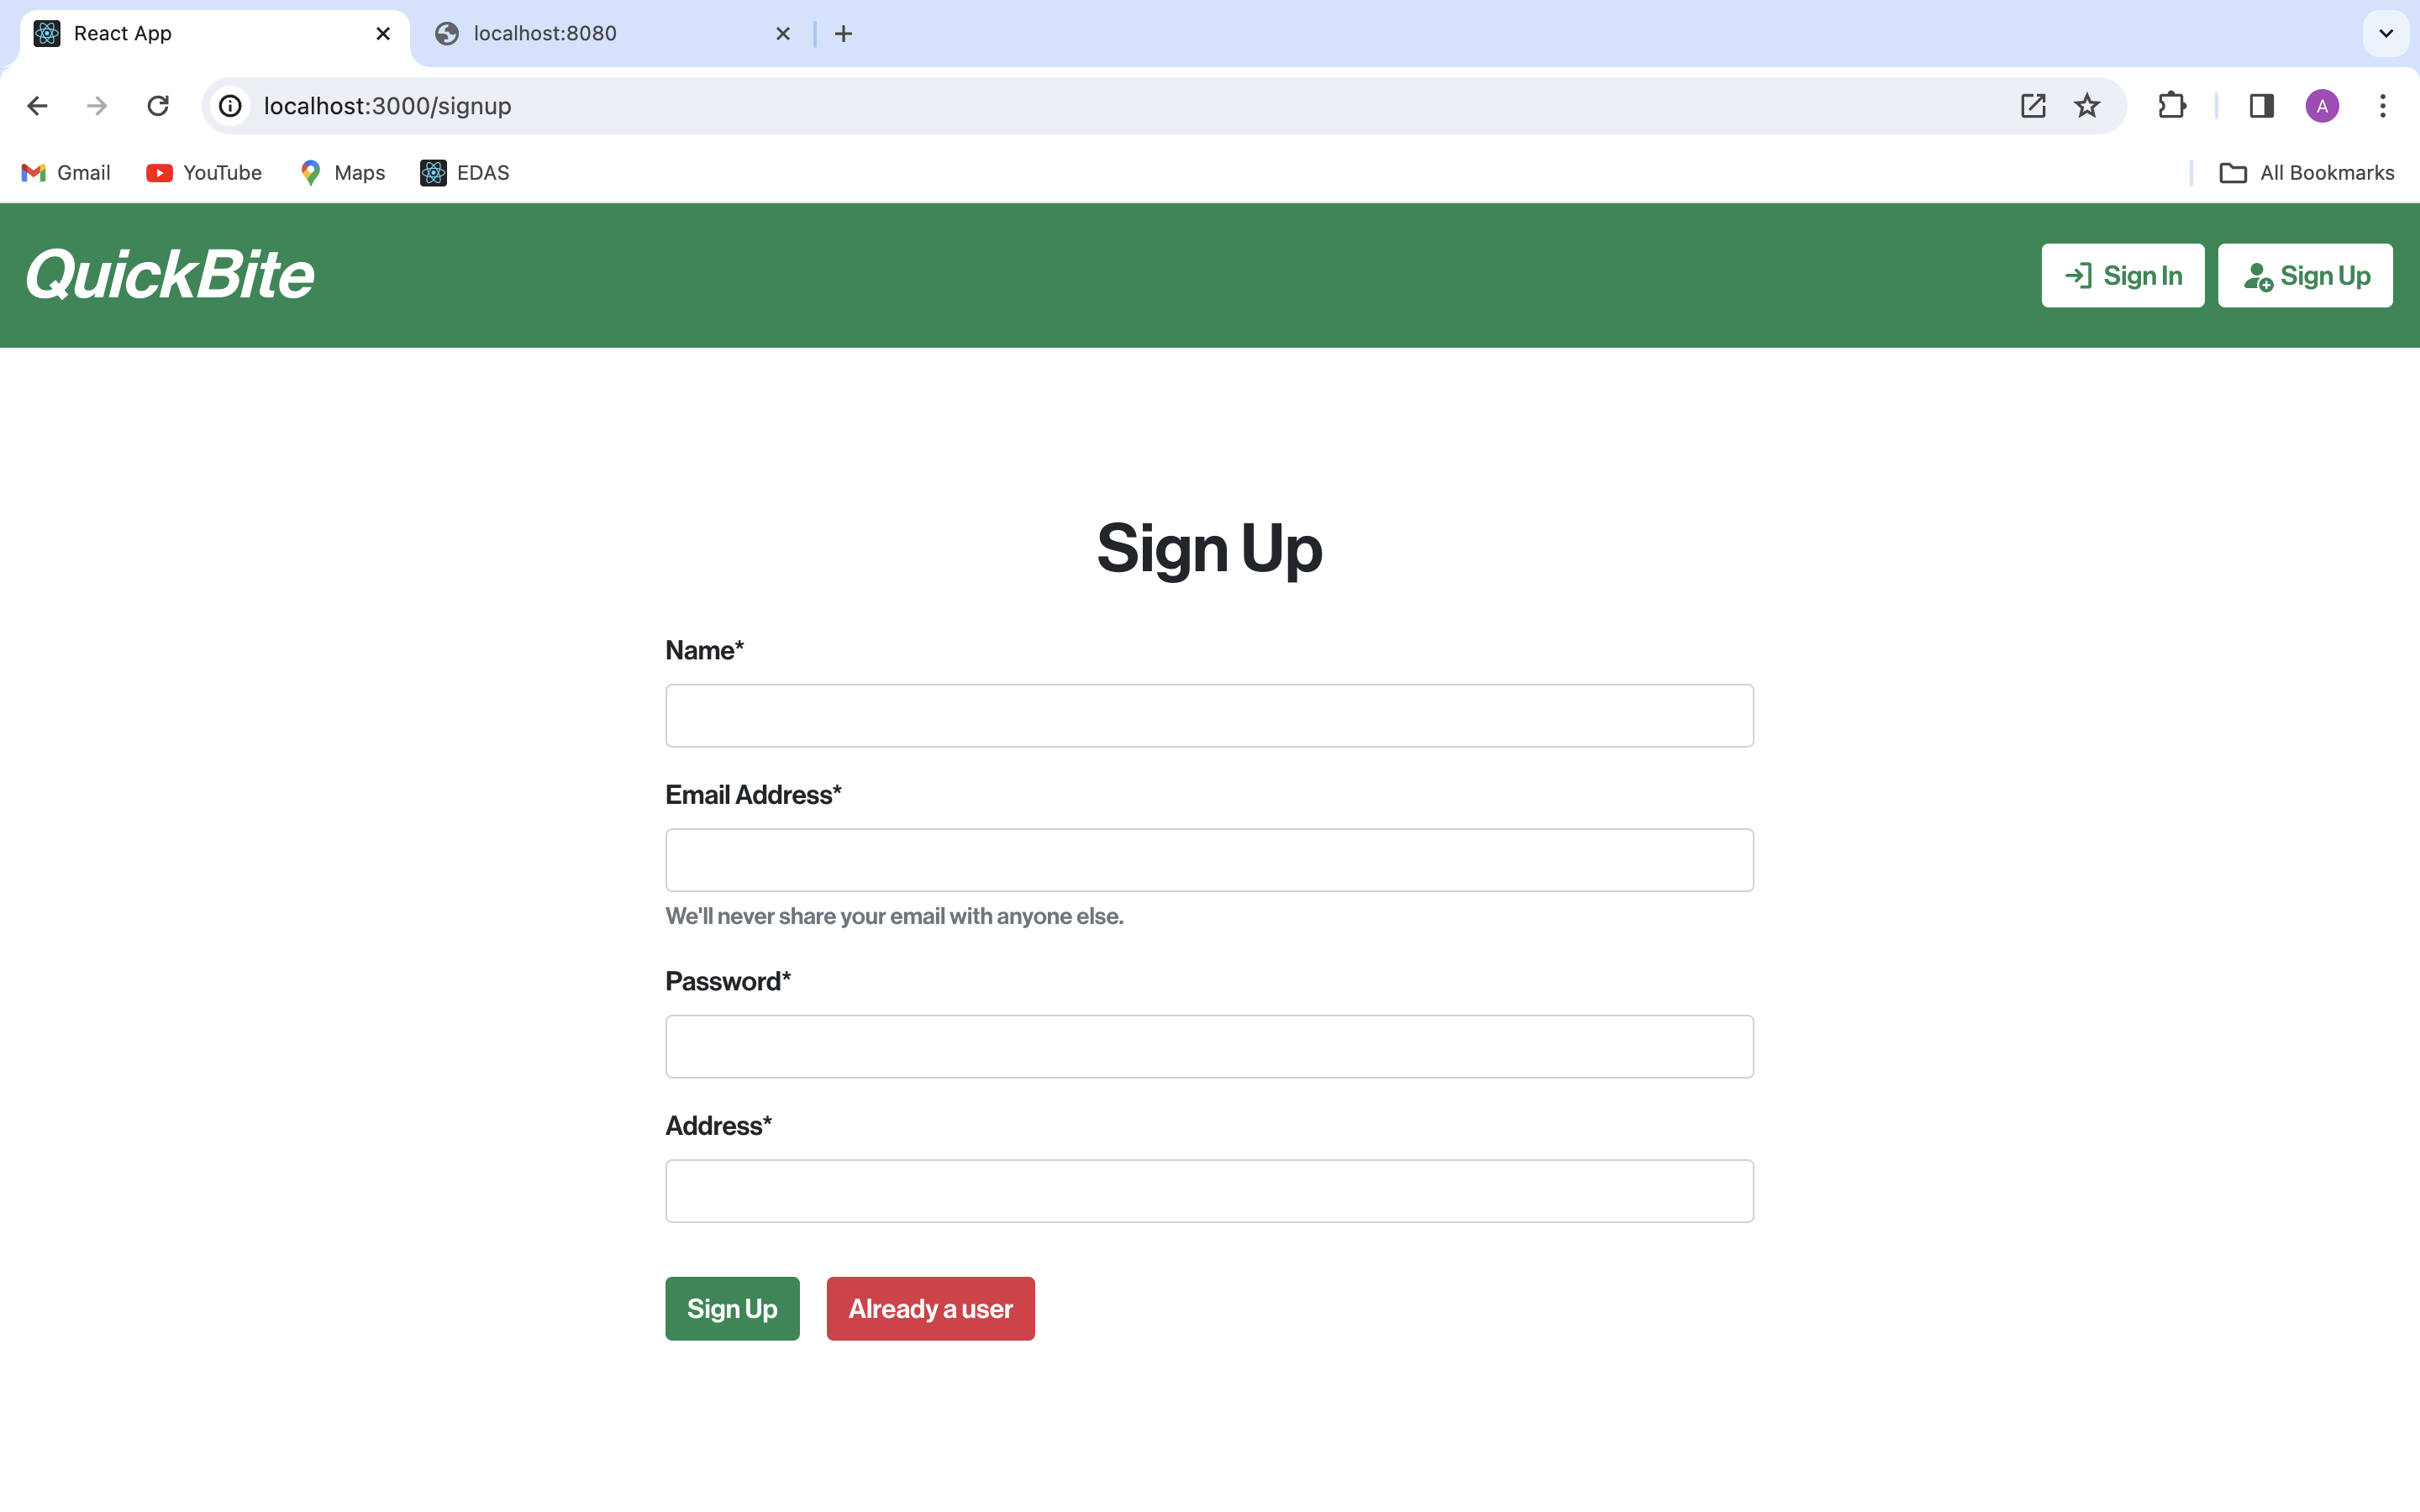 React App
localhost:8080
localhost:3000/signup
A
Gmail
YouTube
Maps
EDAS
All Bookmarks
QuickBite
Sign In
Sign Up
Sign Up
Name*
Email Address*
We'll never share your email with anyone else.
Password*
Address*
Sign Up
Already a user